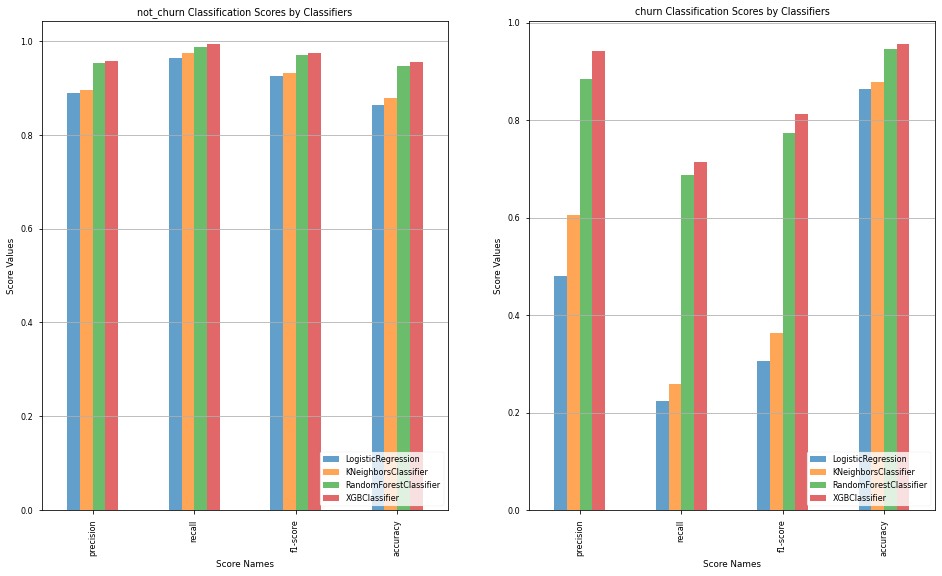 not_churn Classification Scores by Classifiers
Score Values
1.0
0.8
0.6
0.4
0.2
0.0
precision
recall
f1-score
accuracy
Score Names
LogisticRegression
KNeighborsClassifier
RandomForestClassifier
XGBClassifier
churn Classification Scores by Classifiers
Score Values
1.0
0.8
0.6
0.4
0.2
0.0
precision
recall
f1-score
accuracy
Score Names
LogisticRegression
KNeighborsClassifier
RandomForestClassifier
XGBClassifier